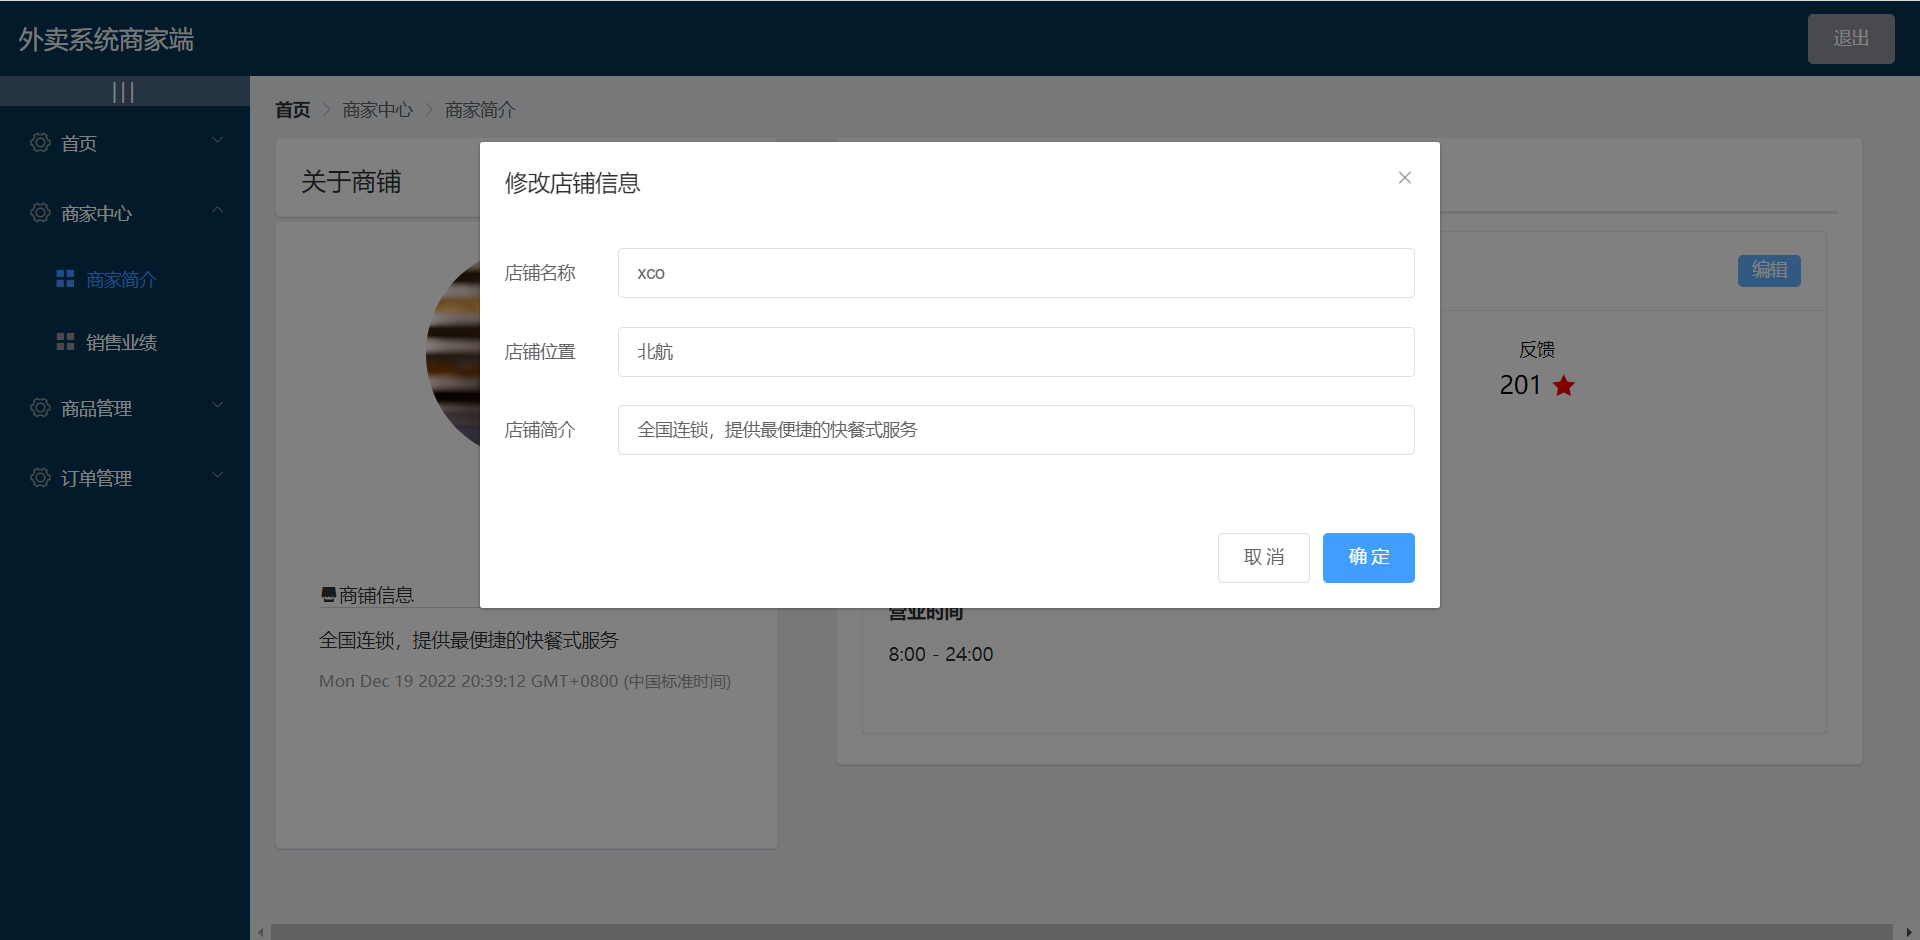 外卖系统商家端
退出
|||
首页
商家中心
商家简介
销售业绩
商品管理
订单管理
首页 > 商家中心 > 商家简介
关于商铺
商铺信息
全国连锁，提供最便捷的快餐式服务
Mon Dec 19 2022 20:39:12 GMT+0800 (中国标准时间)
修改店铺信息
店铺名称 xco
店铺位置 北航
店铺简介 全国连锁，提供最便捷的快餐式服务
取消 确定
编辑
反馈
201
营业时间
8:00 - 24:00